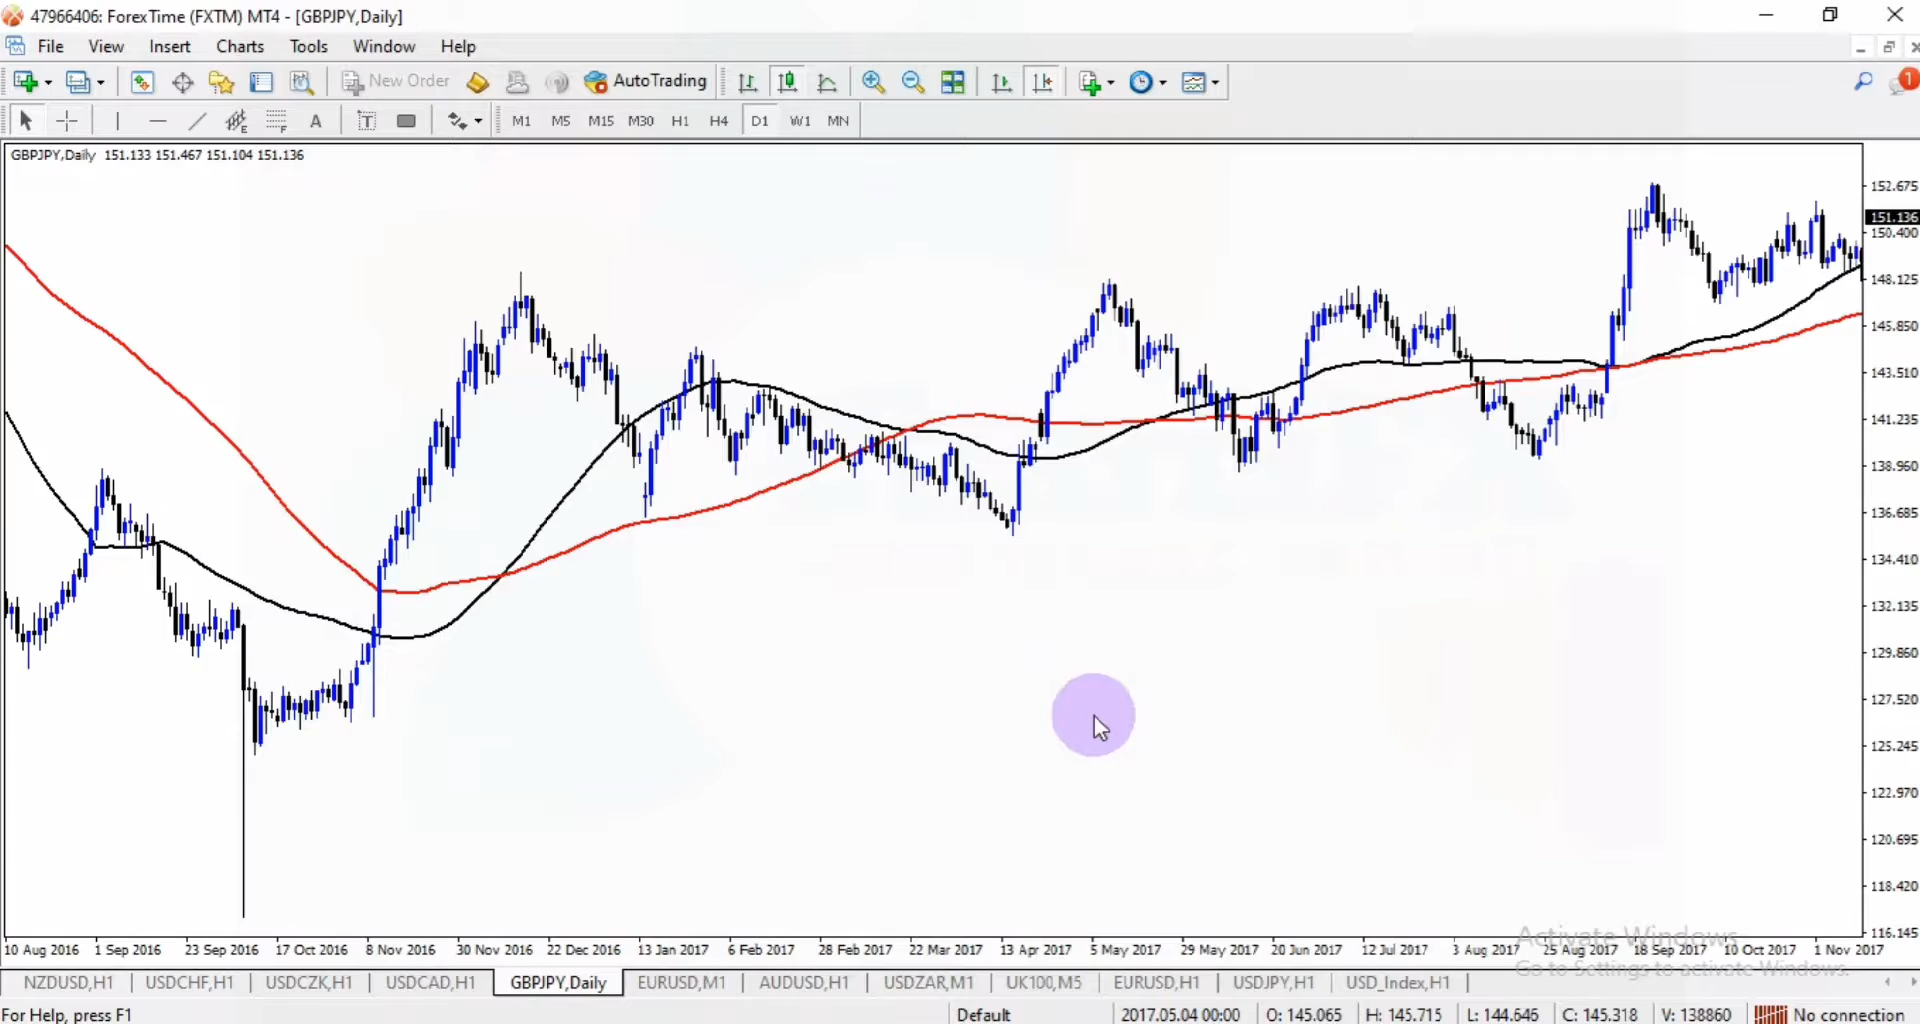 47966406: ForexTime (FXTM) MT4 - [GBPJPY,Daily]
File View Insert Charts Tools Window Help
New Order AutoTrading 1
E F A T M1 M5 M15 M30 H1 H4 D1 W1 MN
GBPJPY,Daily 151.133 151.467 151.104 151.136
152.675
151.136
150.400
148.125
145.850
143.510
141.235
138.960
136.685
134.410
132.135
129.860
127.520
125.245
122.970
120.695
118.420
116.145
10 Aug 2016 1 Sep 2016 23 Sep 2016 17 Oct 2016 8 Nov 2016 30 Nov 2016 22 Dec 2016 13 Jan 2017 6 Feb 2017 28 Feb 2017 22 Mar 2017 13 Apr 2017 5 May 2017 29 May 2017 20 Jun 2017 12 Jul 2017 3 Aug 2017 25 Aug 2017 18 Sep 2017 10 Oct 2017 1 Nov 2017
Activate Windows
Go to Settings to activate Windows.
NZDUSD,H1 USDCHF,H1 USDCZK,H1 USDCAD,H1 GBPJPY,Daily EURUSD,M1 AUDUSD,H1 USDZAR,M1 UK100,M5 EURUSD,H1 USDJPY,H1 USD_Index,H1
For Help, press F1 Default 2017.05.04 00:00 O: 145.065 H: 145.715 L: 144.646 C: 145.318 V: 138860 No connection